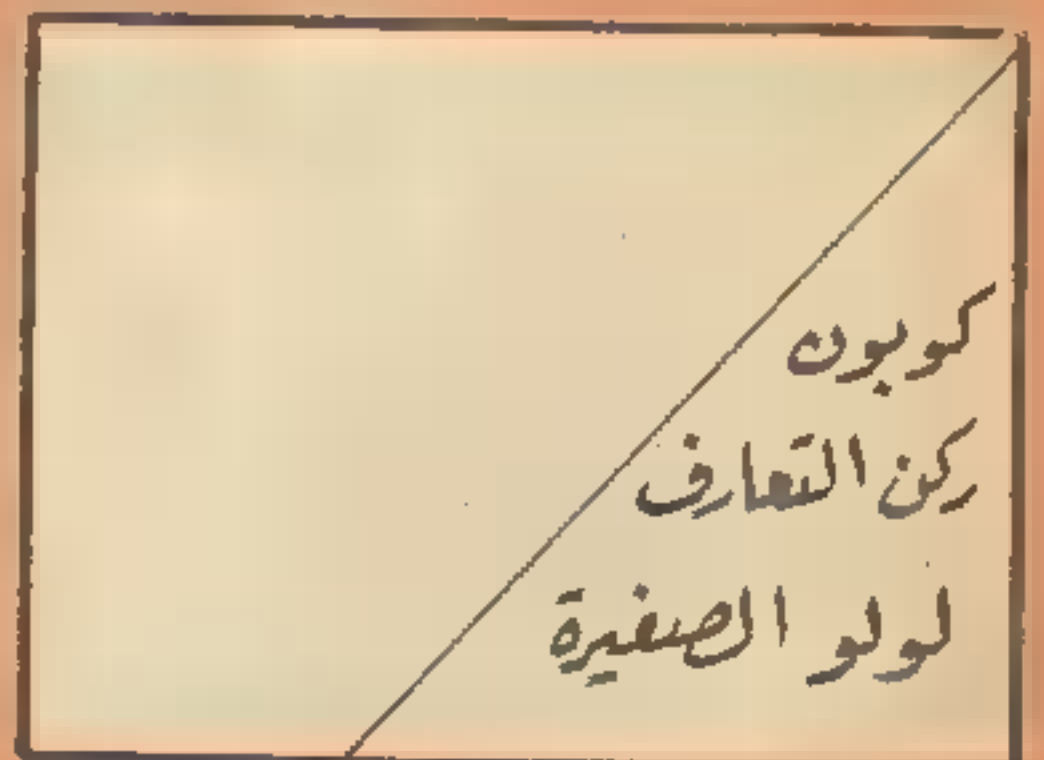 كوبون
ركن التعارف
لولو الصغيرة